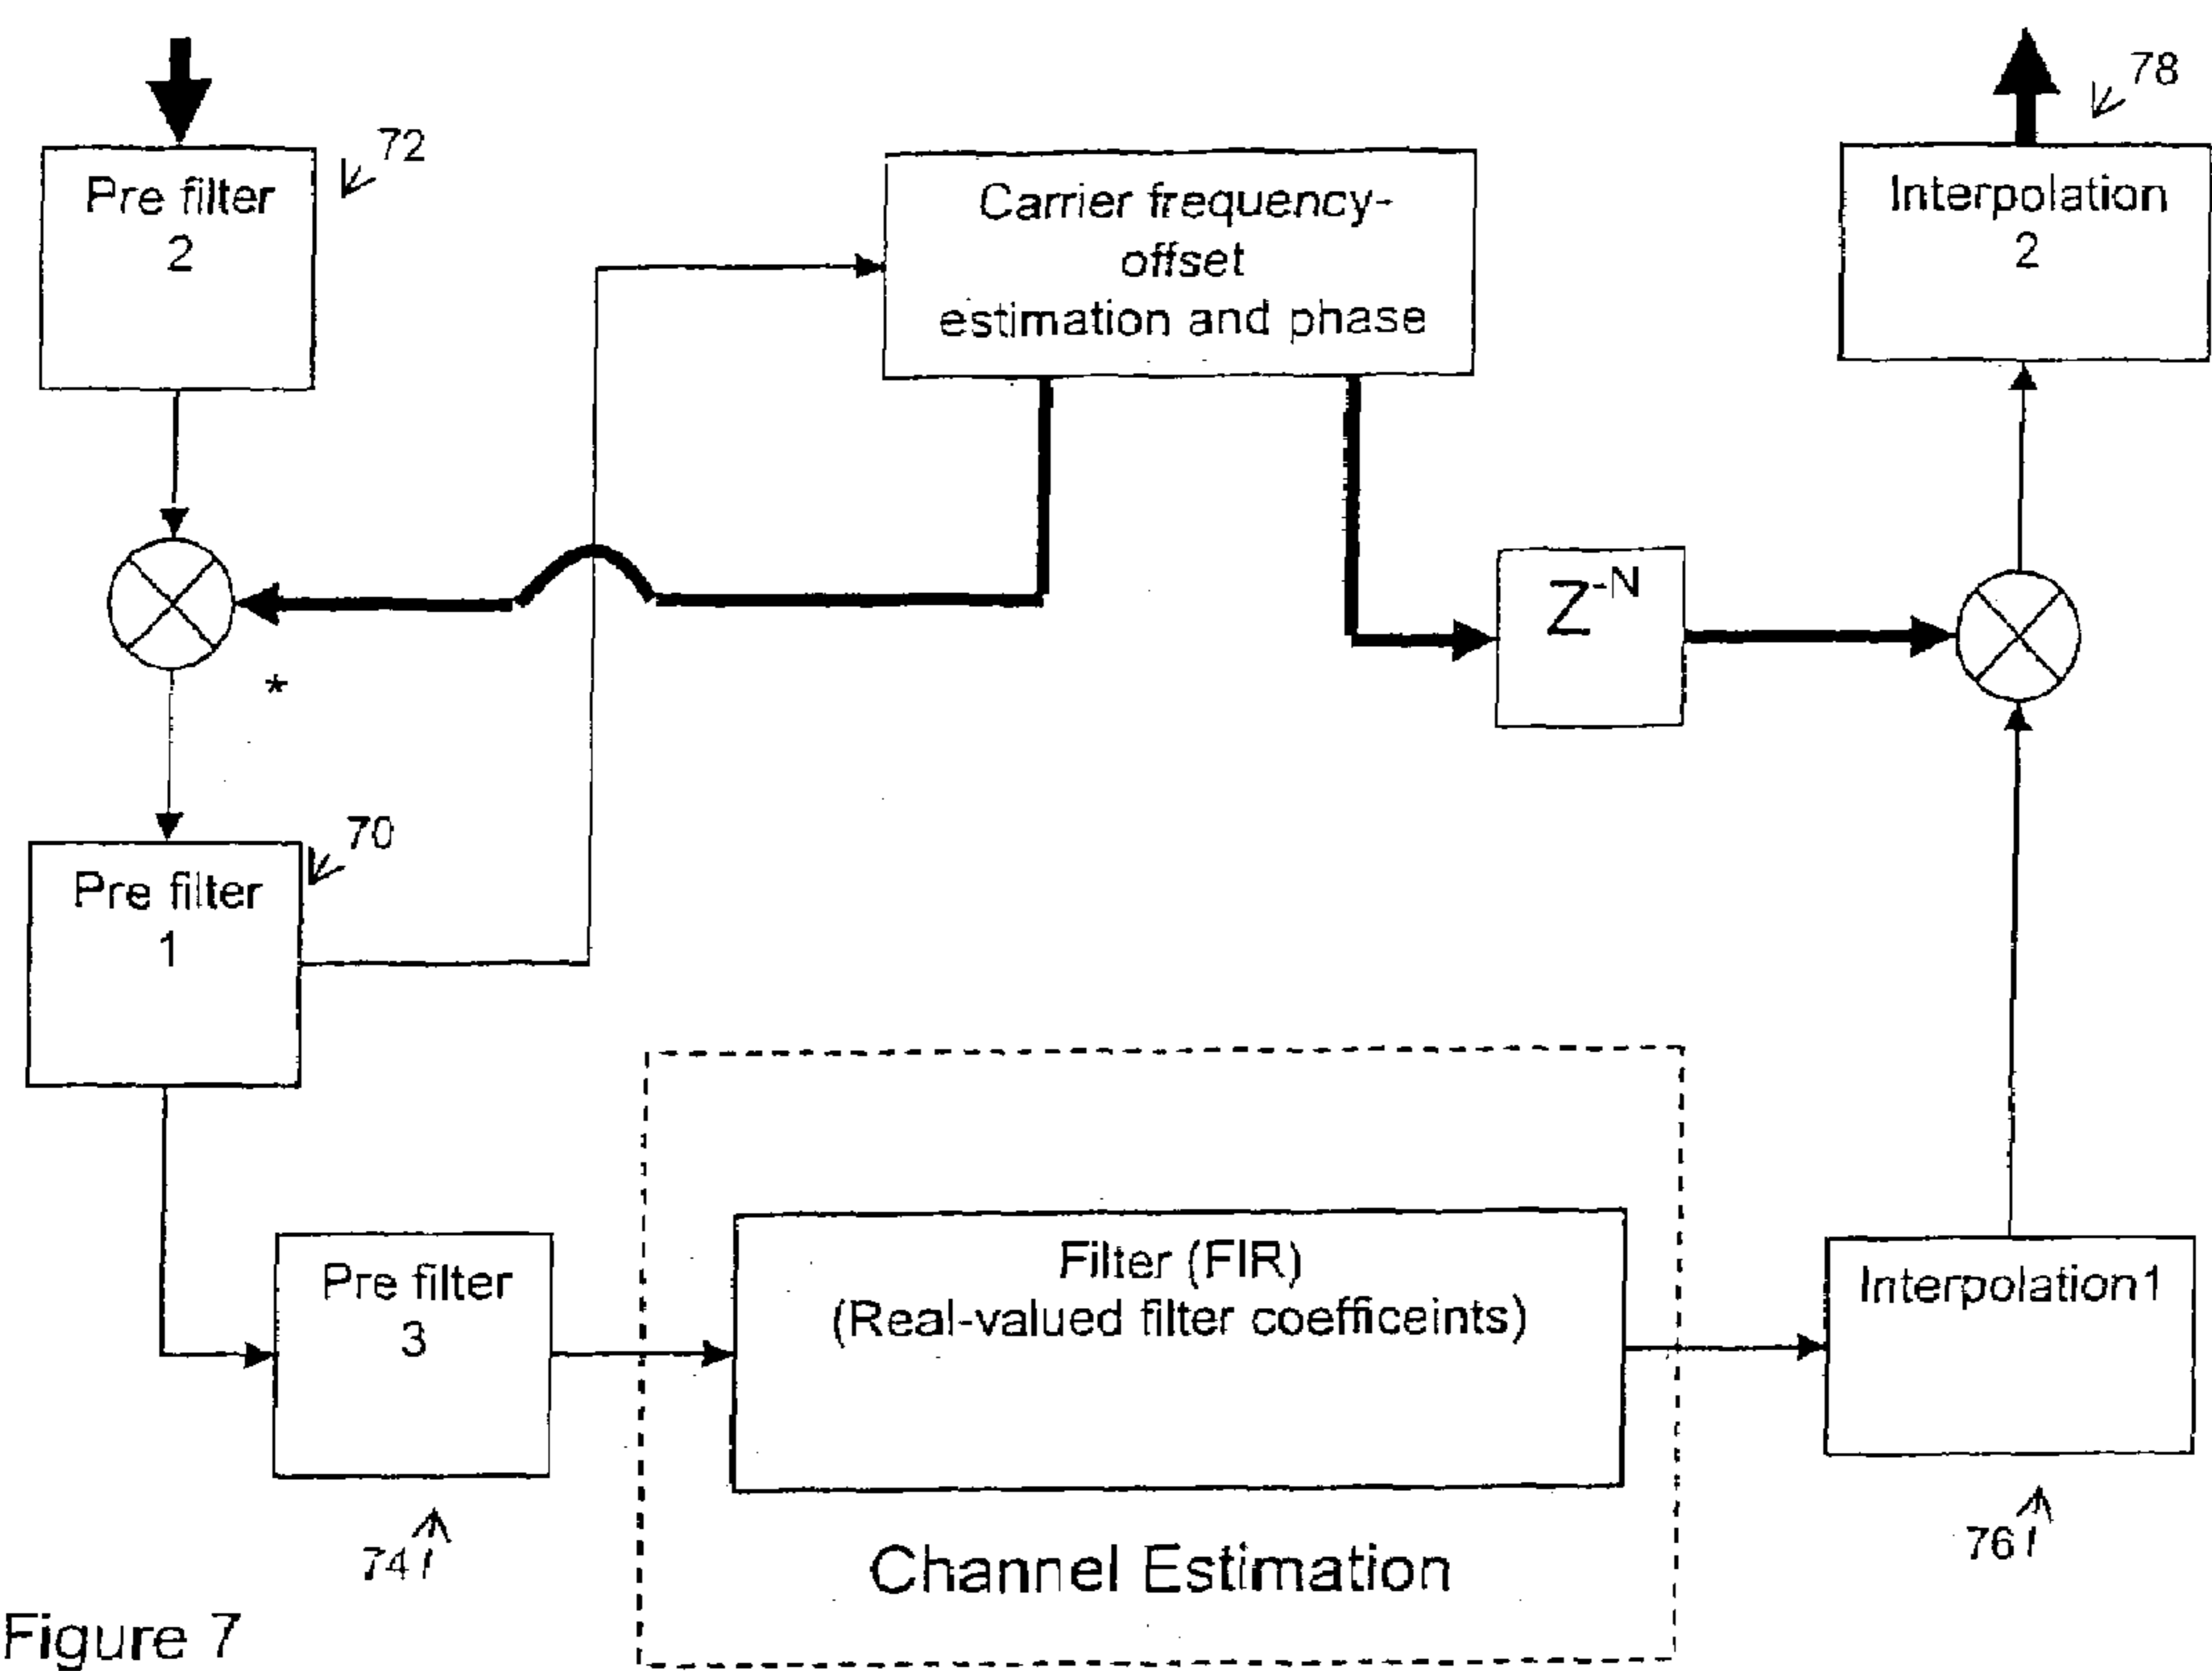 72
Pre filter
2
Carrier frequency-
offset
estimation and phase
78
Interpolation
2
Z-N
*
70
Pre filter
1
Pre filter
3
74
Filter (FIR)
(Real-valued filter coefficeints)
Channel Estimation
Interpolation1
76
Figure 7